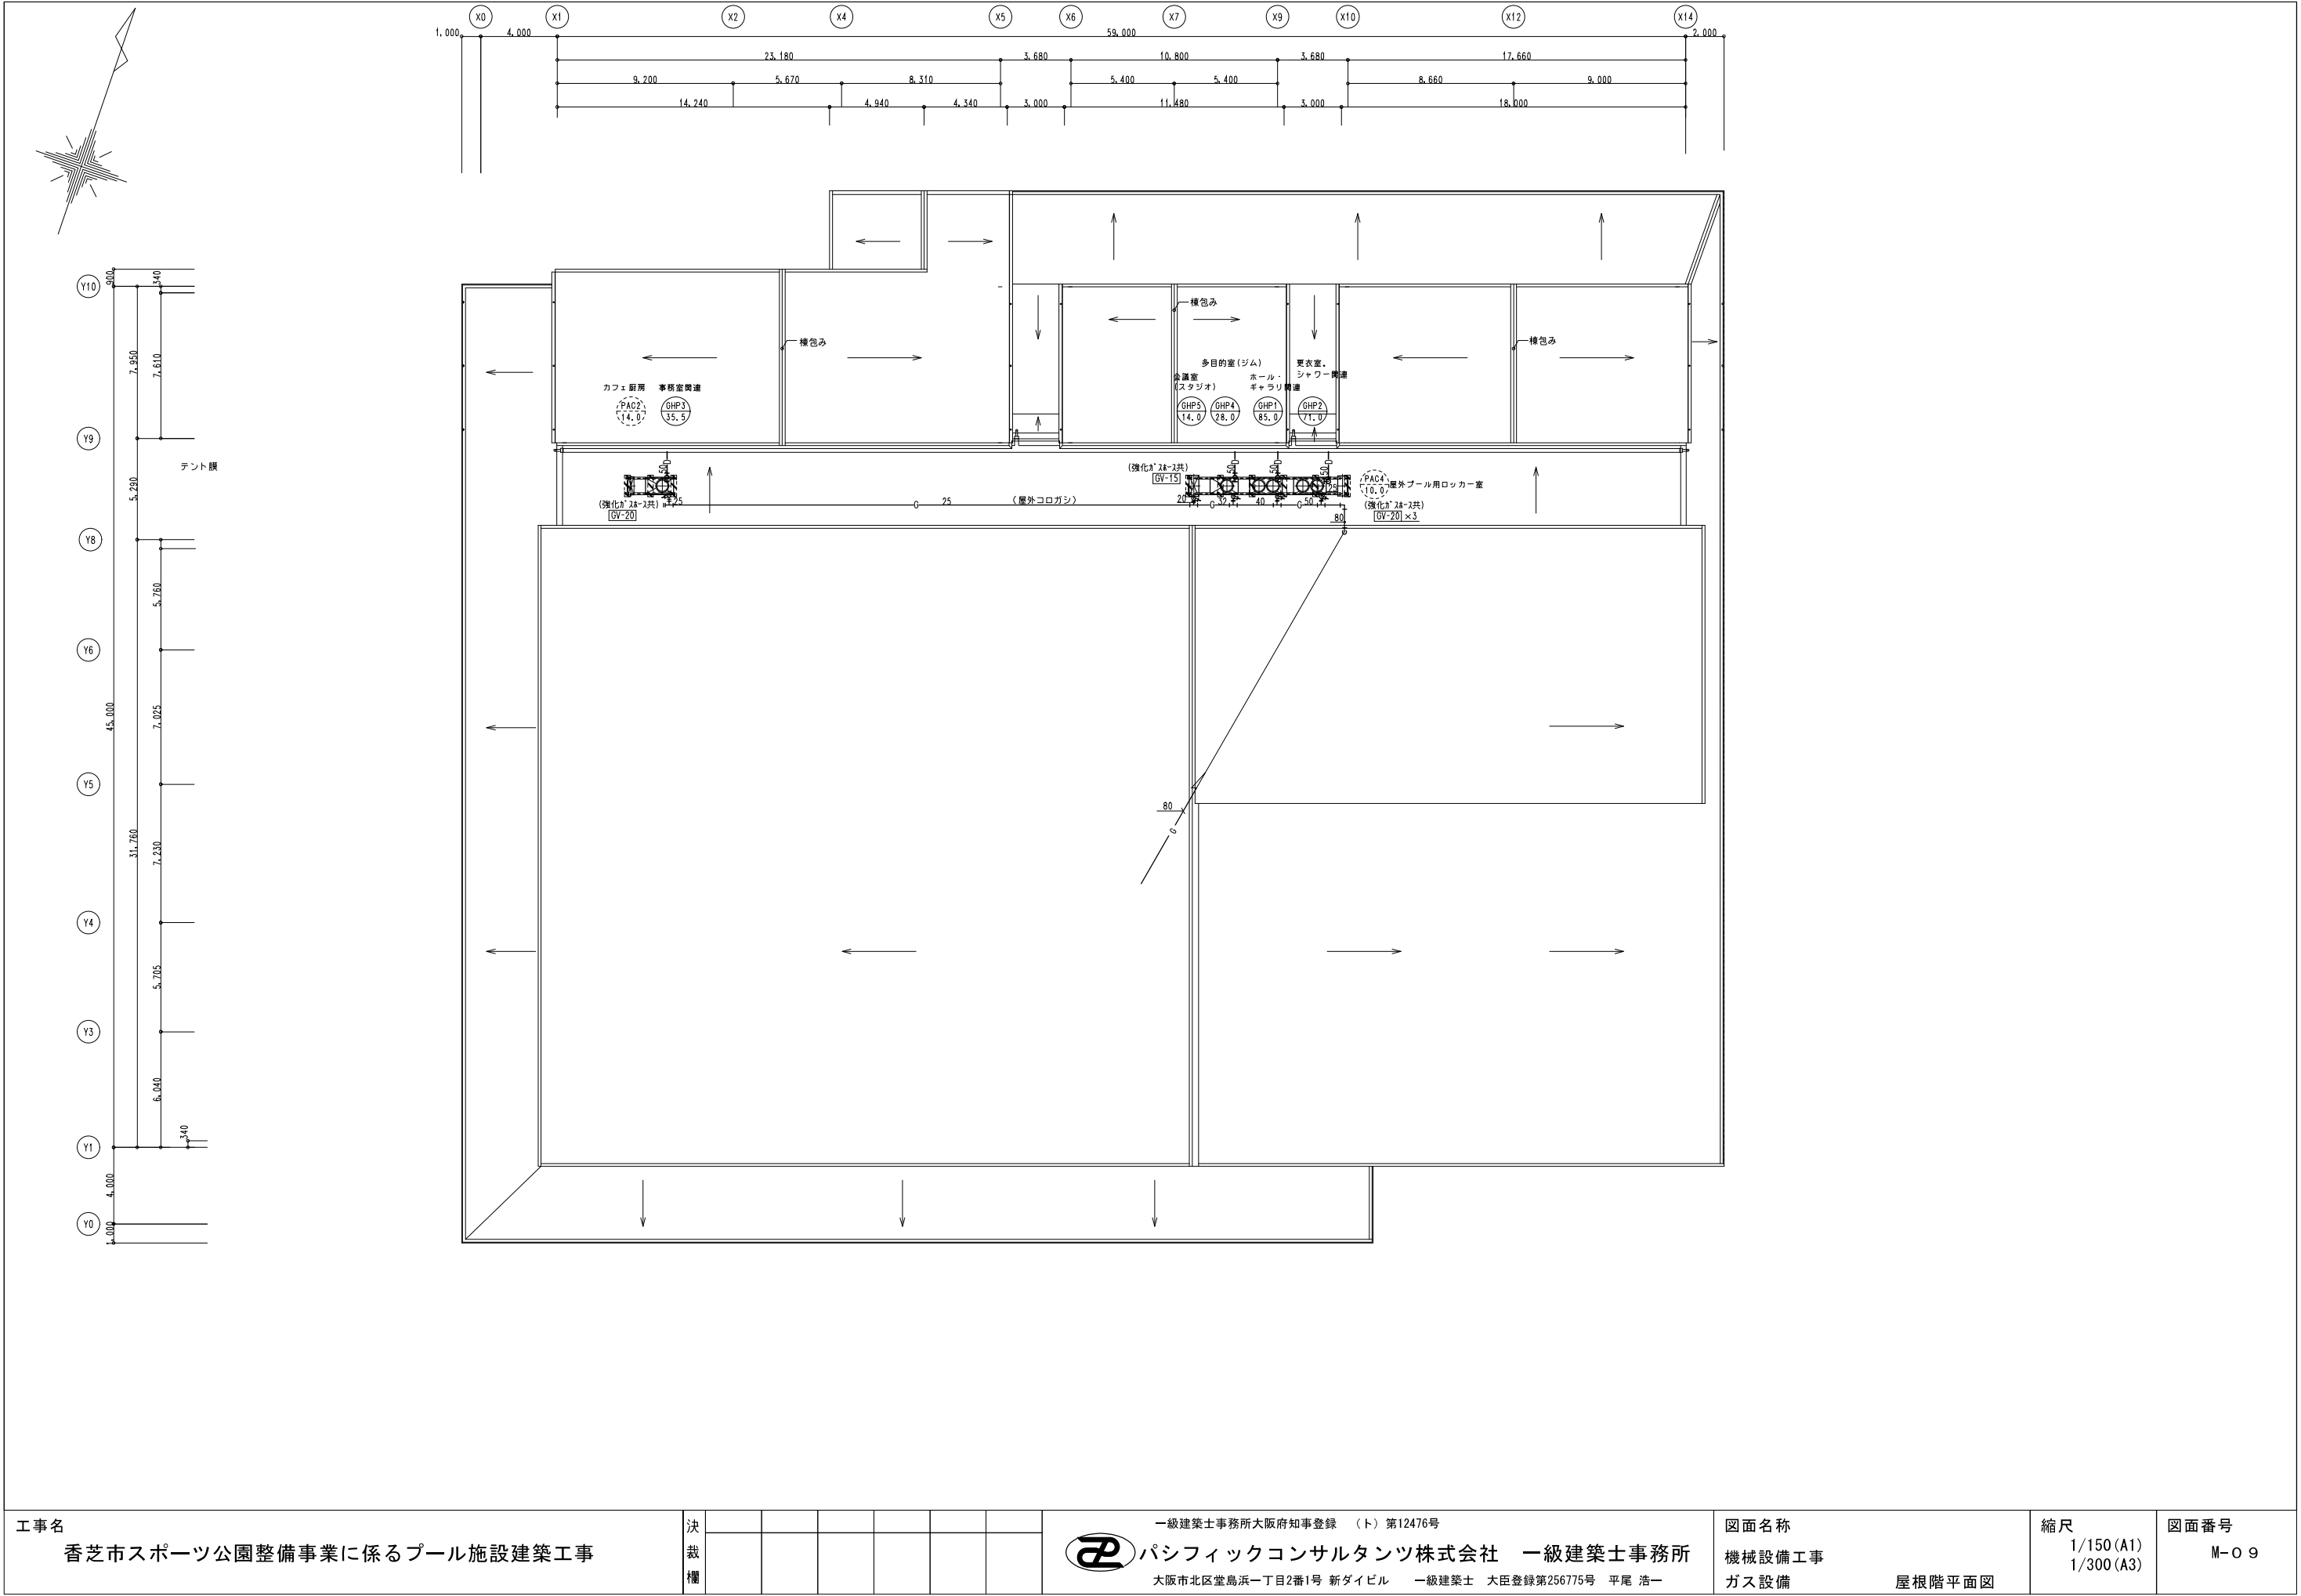 X0 X1 X2 X4 X5 X6 X7 X9 X10 X12 X14
1,000 4,000 59,000 2,000
23,180 3,680 10,800 3,680 17,660
9,200 5,670 8,310 5,400 5,400 8,660 9,000
14,240 4,940 4,340 3,000 11,480 3,000 18,000
Y10
Y9
Y8
Y6
Y5
Y4
Y3
Y1
Y0
900
45,000
4,000
1,000
7,950
5,290
31,760
340
7,610
5,760
7,025
7,230
5,705
6,040
340
テント膜
棟包み
棟包み
棟包み
カフェ厨房 事務室関連
PAC2
14.0
GHP3
35.5
多目的室(ジム)
会議室
(スタジオ)
ホール・
ギャラリ関連
更衣室,
シャワー関連
GHP5
14.0
GHP4
28.0
GHP1
85.0
GHP2
71.0
(強化ガスホース共)
GV-15
PAC4
10.0
屋外プール用ロッカー室
50 50 50 50
(強化ガスホース共)
GV-20
25 G 25 (屋外コロガシ) 20 G 32 40 G 50 25
(強化ガスホース共)
GV-20 ×3
80
80
G
工事名
香芝市スポーツ公園整備事業に係るプール施設建築工事
決裁欄
一級建築士事務所大阪府知事登録 (ト)第12476号
パシフィックコンサルタンツ株式会社 一級建築士事務所
大阪市北区堂島浜一丁目2番1号 新ダイビル 一級建築士 大臣登録第256775号 平尾 浩一
図面名称
機械設備工事
ガス設備 屋根階平面図
縮尺
1/150(A1)
1/300(A3)
図面番号
M-09